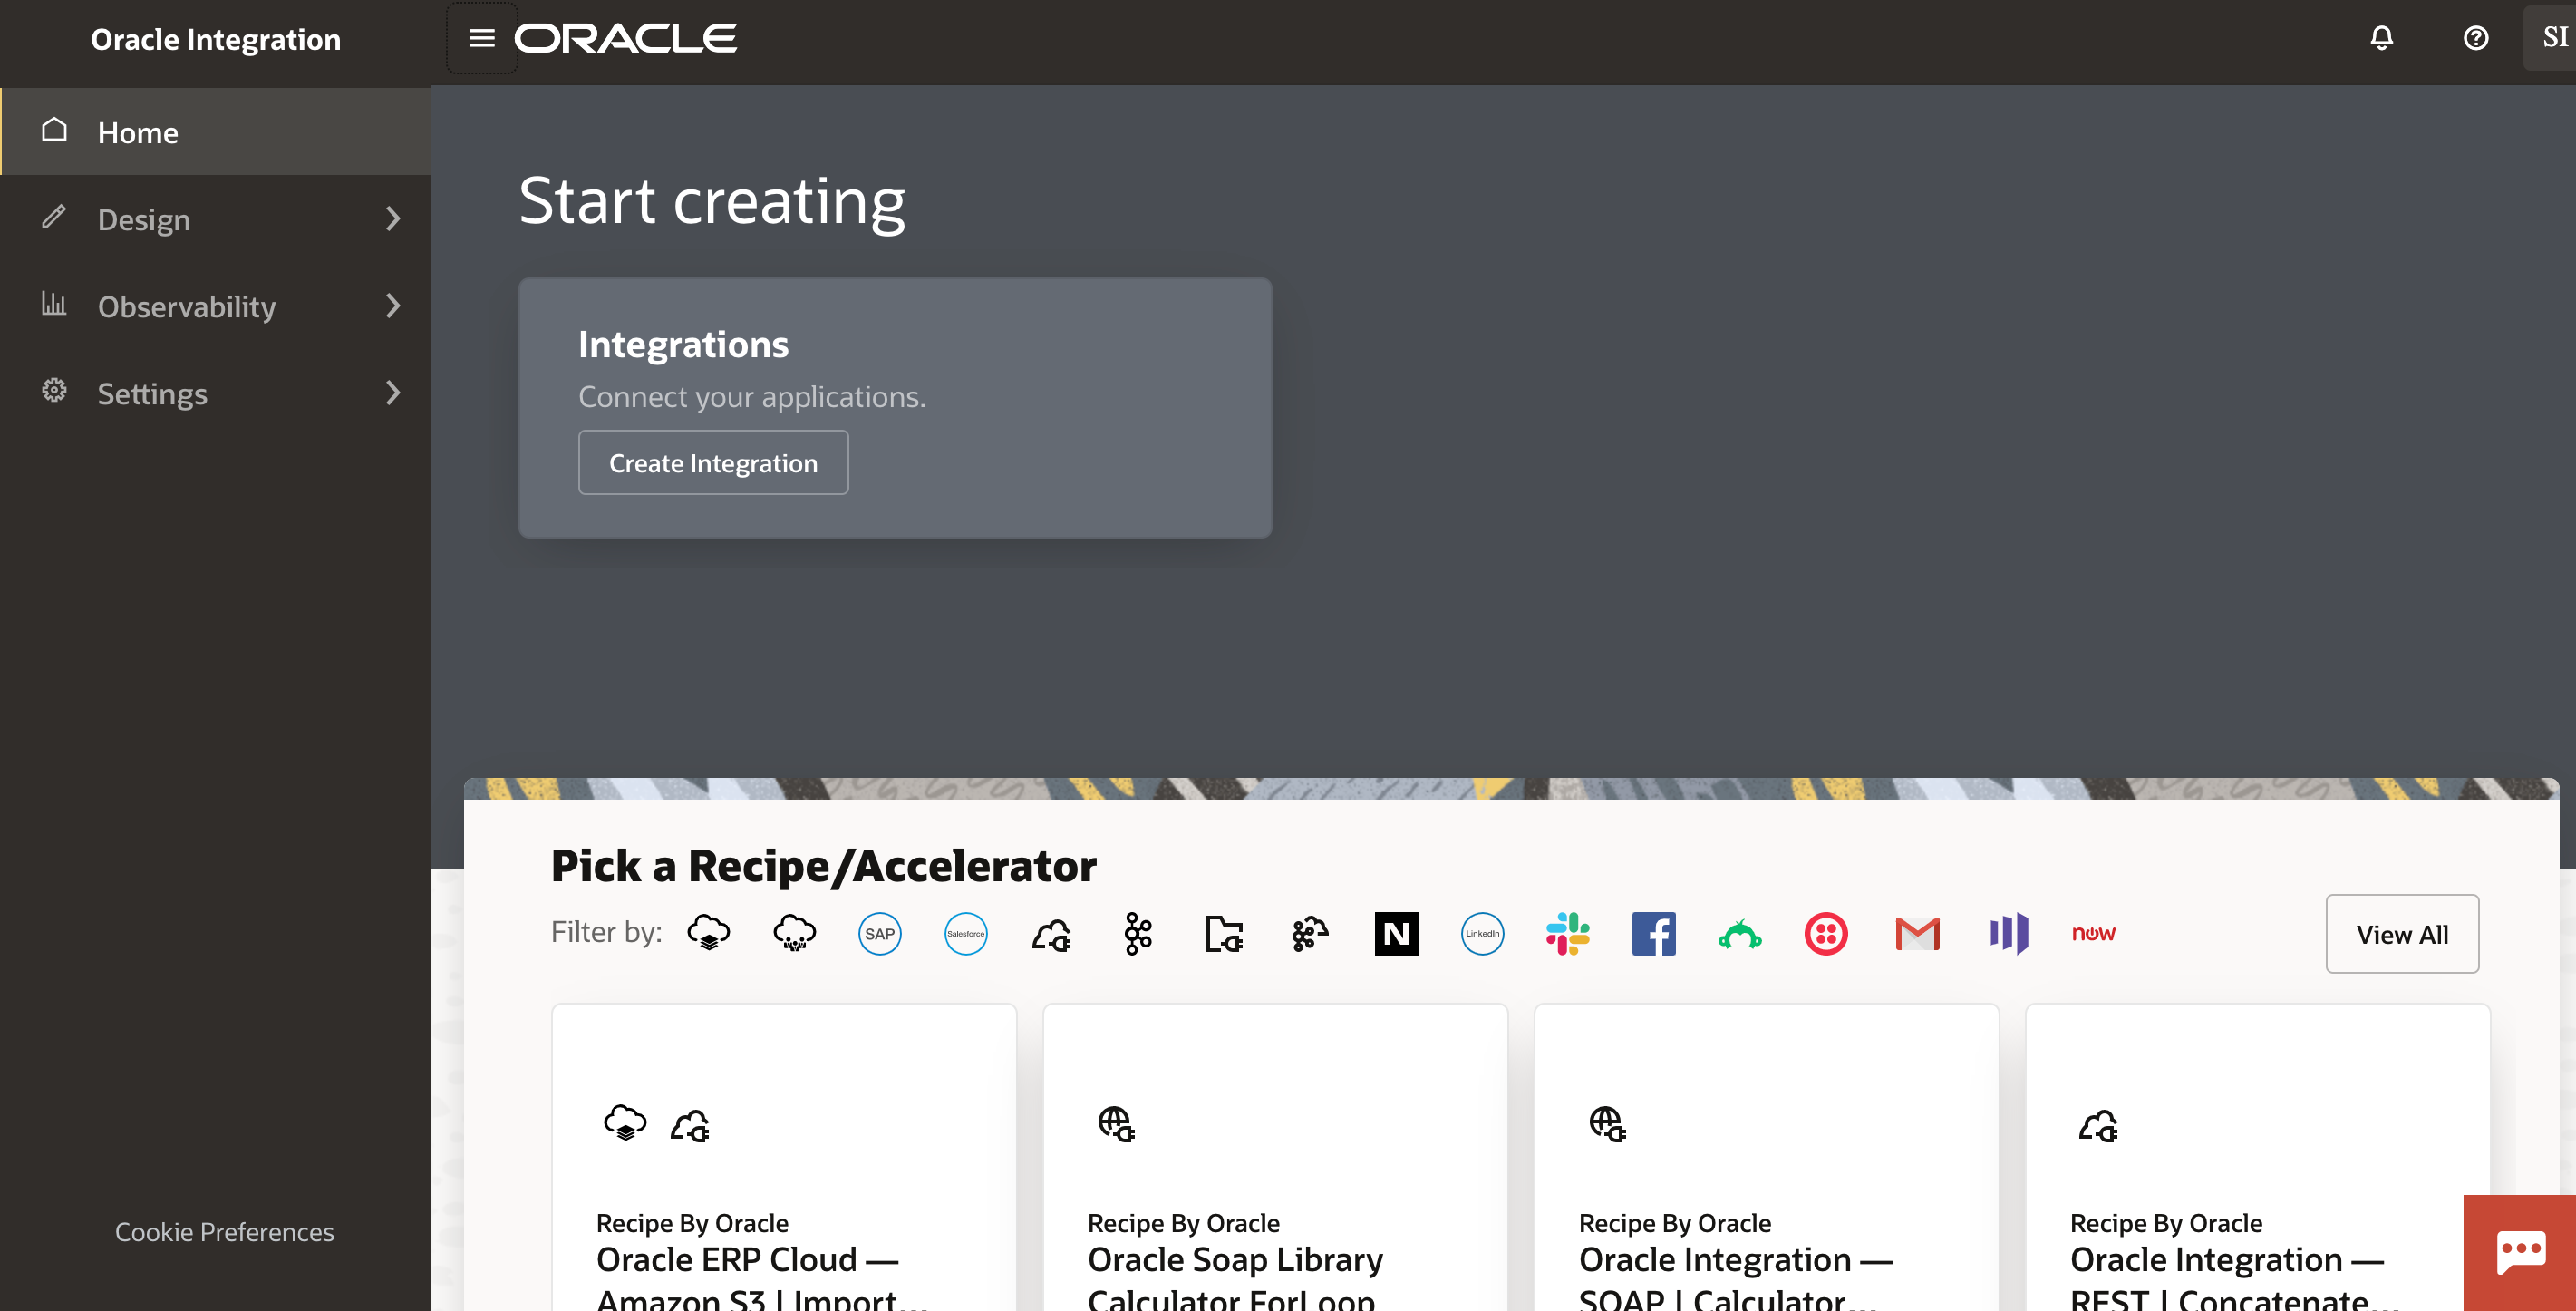 Oracle Integration
ORACLE
SI
Home
Design
Observability
Settings
Cookie Preferences
Start creating
Integrations
Connect your applications.
Create Integration
Pick a Recipe/Accelerator
Filter by:
SAP
Salesforce
N
LinkedIn
f
now
View All
Recipe By Oracle
Oracle ERP Cloud —
Amazon S3 | Import...
Recipe By Oracle
Oracle Soap Library
Calculator ForLoop
Recipe By Oracle
Oracle Integration —
SOAP | Calculator...
Recipe By Oracle
Oracle Integration —
REST | Concatenate...